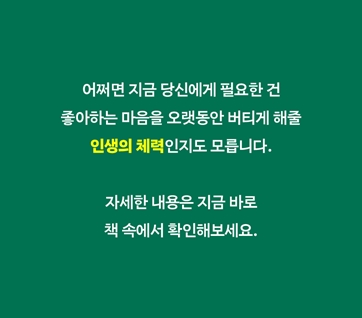 어쩌면 지금 당신에게 필요한 건
좋아하는 마음을 오랫동안 버티게 해줄
인생의 체력인지도 모릅니다.
자세한 내용은 지금 바로
책 속에서 확인해보세요.